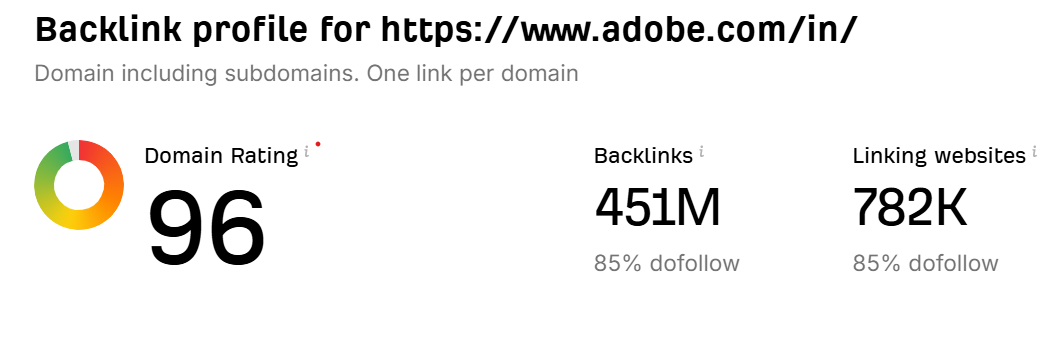 Backlink profile for https://www.adobe.com/in/
Domain including subdomains. One link per domain
Domain Rating i
96
Backlinks i
451M
85% dofollow
Linking websites i
782K
85% dofollow